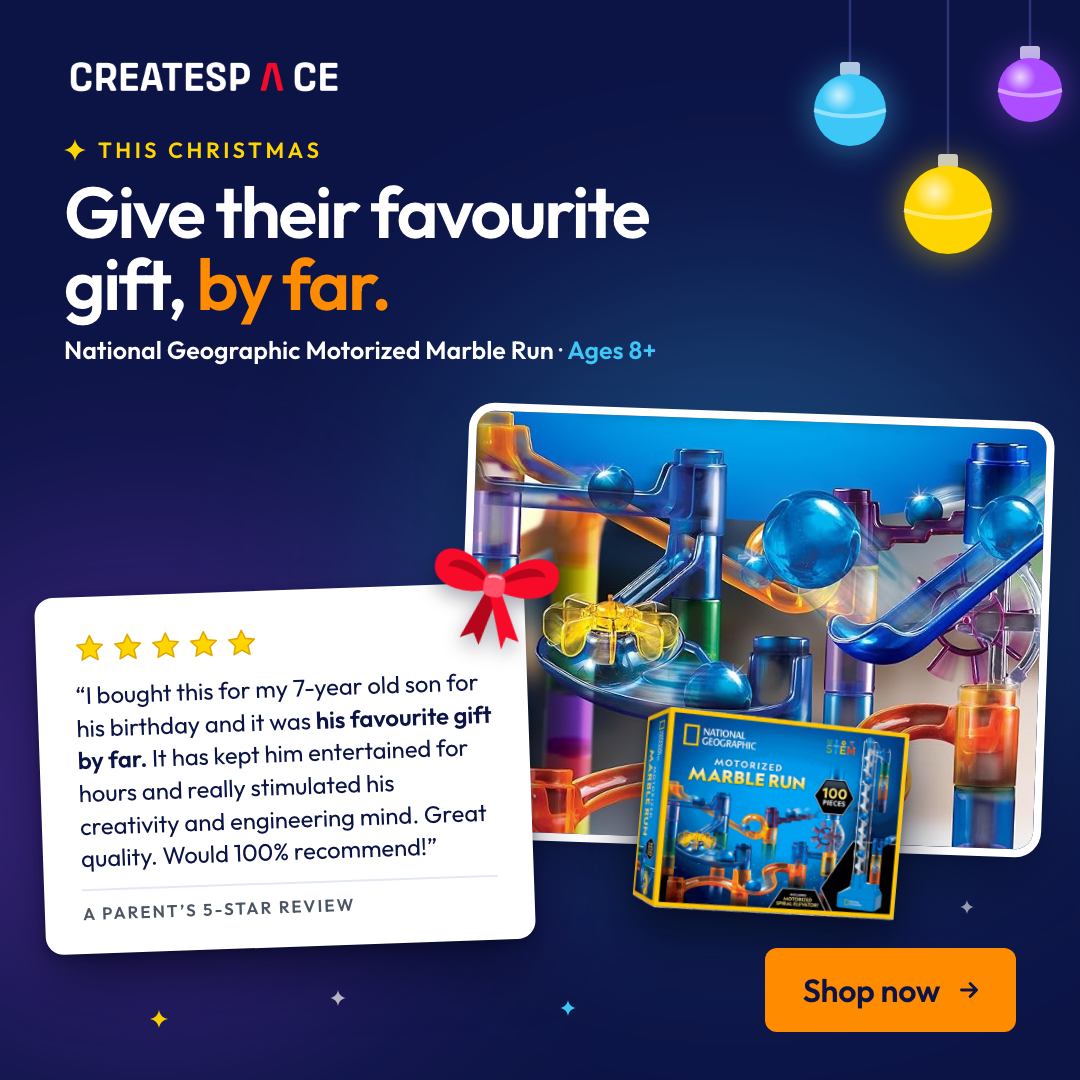 CREATESPACE
THIS CHRISTMAS
Give their favourite
gift, by far.
National Geographic Motorized Marble Run · Ages 8+
“I bought this for my 7-year old son for
his birthday and it was his favourite gift
by far. It has kept him entertained for
hours and really stimulated his
creativity and engineering mind. Great
quality. Would 100% recommend!”
A PARENT’S 5-STAR REVIEW
NATIONAL
GEOGRAPHIC
STEM
MOTORIZED
MARBLE RUN
100
PIECES
MARBLE RUN
Shop now →